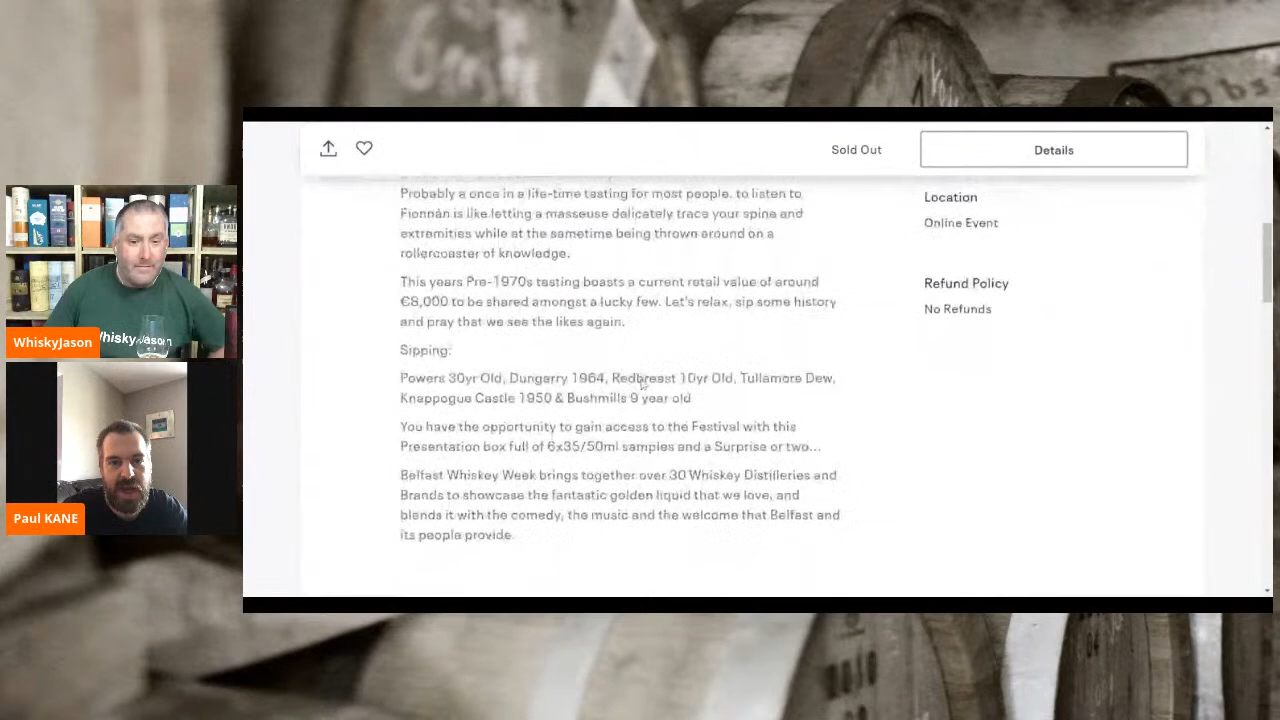 Sold Out
Details
Probably a once in a life-time tasting for most people, to listen to
Fionnán is like letting a masseuse delicately trace your spine and
extremities while at the sametime being thrown around on a
rollercoaster of knowledge.
This years Pre-1970s tasting boasts a current retail value of around
€8,000 to be shared amongst a lucky few. Let's relax, sip some history
and pray that we see the likes again.
Sipping:
Powers 30yr Old, Dungarry 1964, Redbreast 10yr Old, Tullamore Dew,
Knappogue Castle 1950 & Bushmills 9 year old
You have the opportunity to gain access to the Festival with this
Presentation box full of 6x35/50ml samples and a Surprise or two...
Belfast Whiskey Week brings together over 30 Whiskey Distilleries and
Brands to showcase the fantastic golden liquid that we love, and
blends it with the comedy, the music and the welcome that Belfast and
its people provide.
Location
Online Event
Refund Policy
No Refunds
WhiskyJason
WhiskyJason
Paul KANE